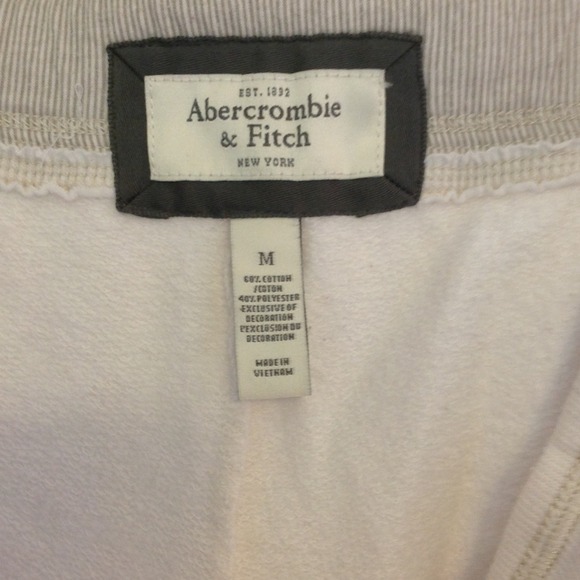 EST. 1892
Abercrombie
& Fitch
NEW YORK
M
60% COTTON
/COTON
40% POLYESTER
EXCLUSIVE OF
DECORATION
L'EXCLUSION DU
DECORATION
MADE IN
VIETNAM